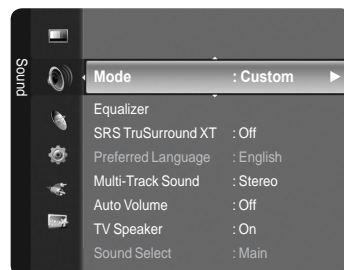 Sound
Mode : Custom
Equalizer
SRS TruSurround XT : Off
Preferred Language : English
Multi-Track Sound : Stereo
Auto Volume : Off
TV Speaker : On
Sound Select : Main